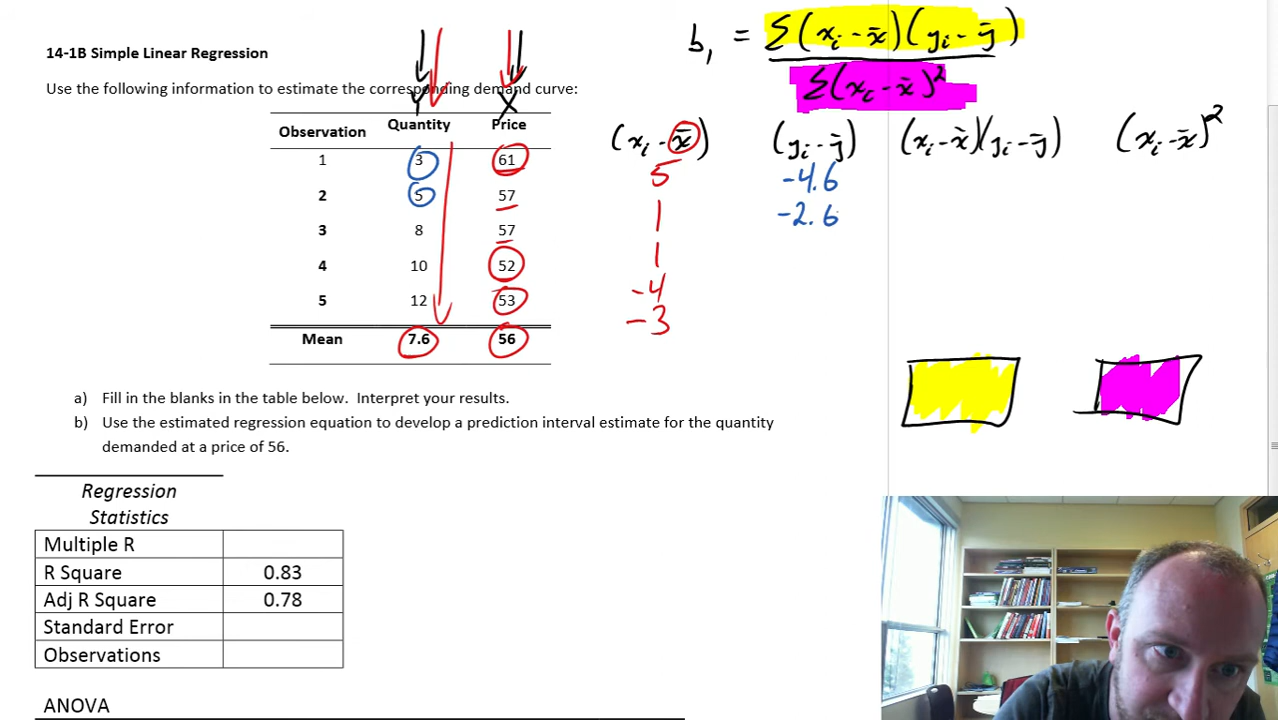 14-1B Simple Linear Regression
b₁ = Σ(xᵢ - x̄)(yᵢ - ȳ)
Σ(xᵢ - x̄)²
Use the following information to estimate the corresponding demand curve:
Y X
Observation Quantity Price
(xᵢ - x̄) (yᵢ - ȳ) (xᵢ - x̄)(yᵢ - ȳ) (xᵢ - x̄)²
1 3 61 5 -4.6
2 5 57 1 -2.6
3 8 57 1
4 10 52 -4
5 12 53 -3
Mean 7.6 56
a) Fill in the blanks in the table below. Interpret your results.
b) Use the estimated regression equation to develop a prediction interval estimate for the quantity
demanded at a price of 56.
Regression
Statistics
Multiple R
R Square 0.83
Adj R Square 0.78
Standard Error
Observations
ANOVA